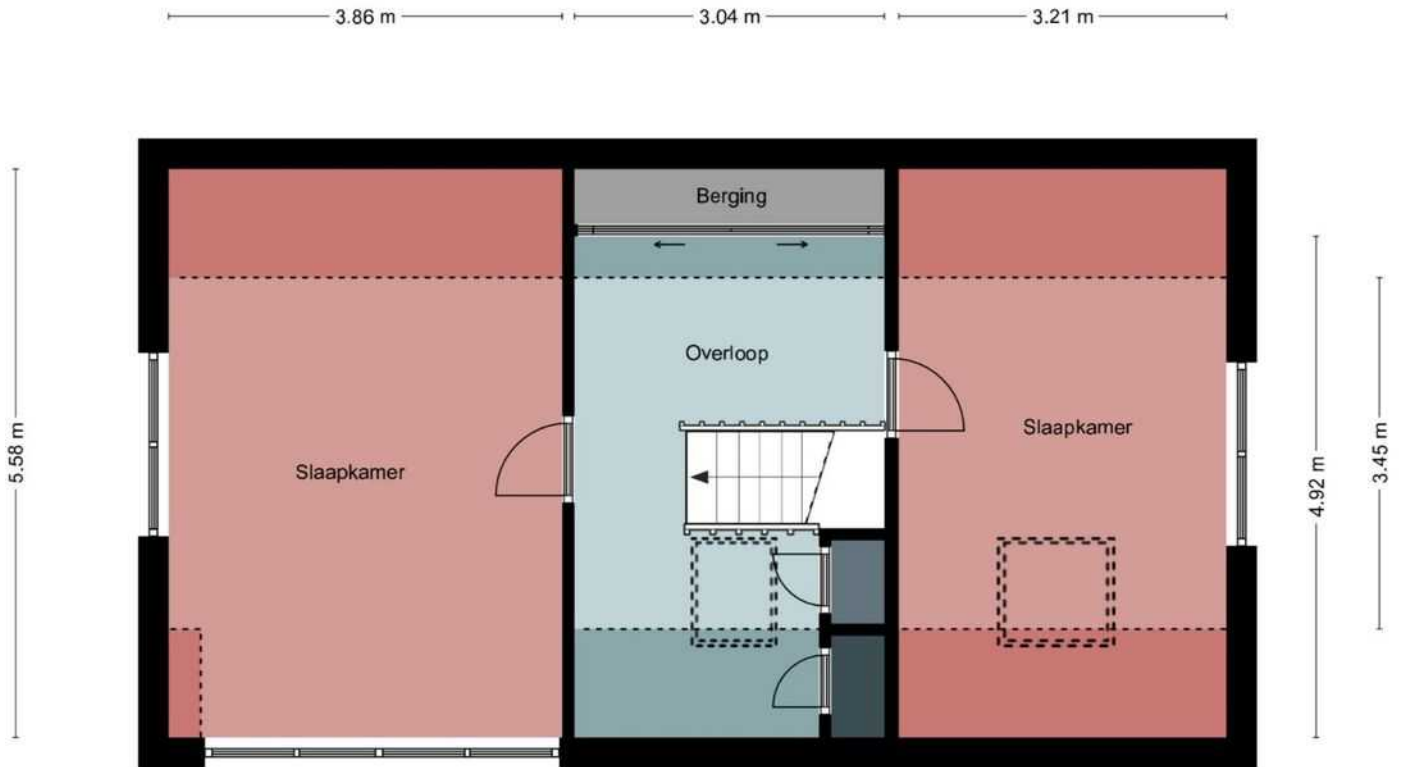 3.86 m
3.04 m
3.21 m
Berging
Overloop
Slaapkamer
Slaapkamer
5.58 m
4.92 m
3.45 m